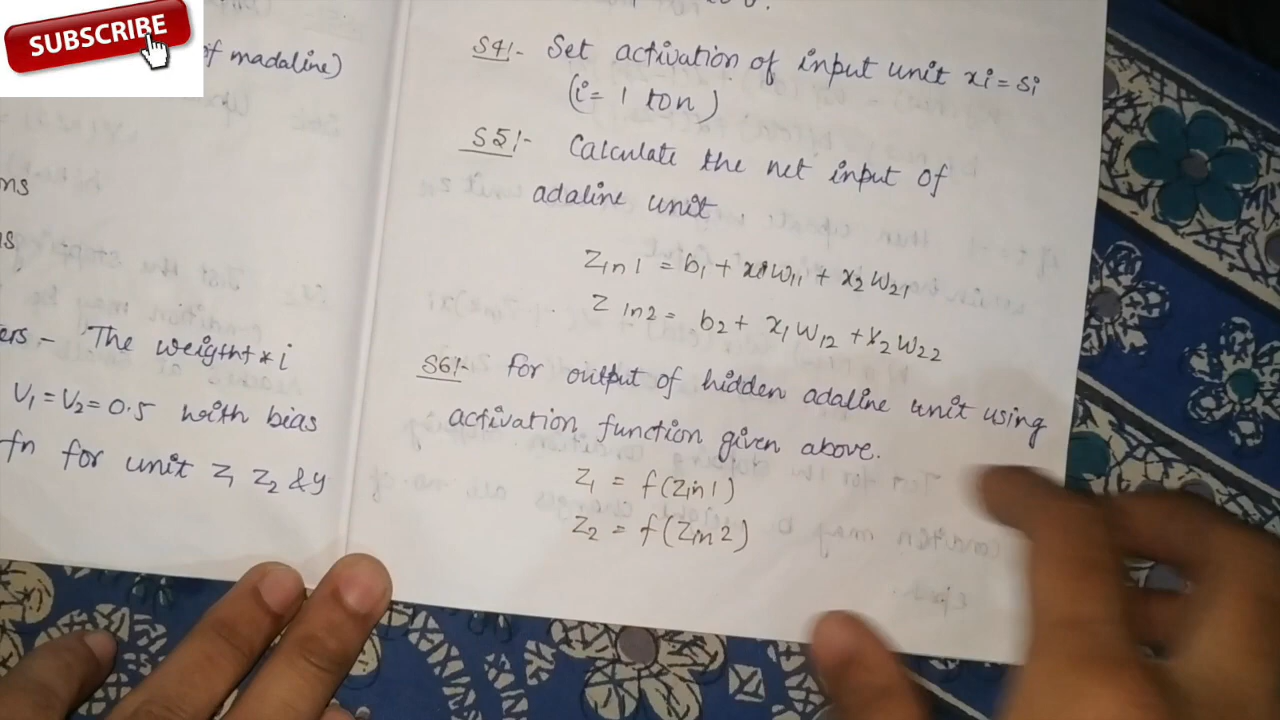 SUBSCRIBE
of madaline)
ms
ers - The weigtht * i
V1 = V2 = 0.5 with bias
fn for unit Z1 Z2 & y
S4:- Set activation of input unit xi = si
(i = 1 to n)
S5:- Calculate the net input of
adaline unit.
Zin1 = b1 + x1w11 + x2w21
Zin2 = b2 + x1w12 + x2w22
S6:- for output of hidden adaline unit using
activation function given above.
Z1 = f(Zin1)
Z2 = f(Zin2)